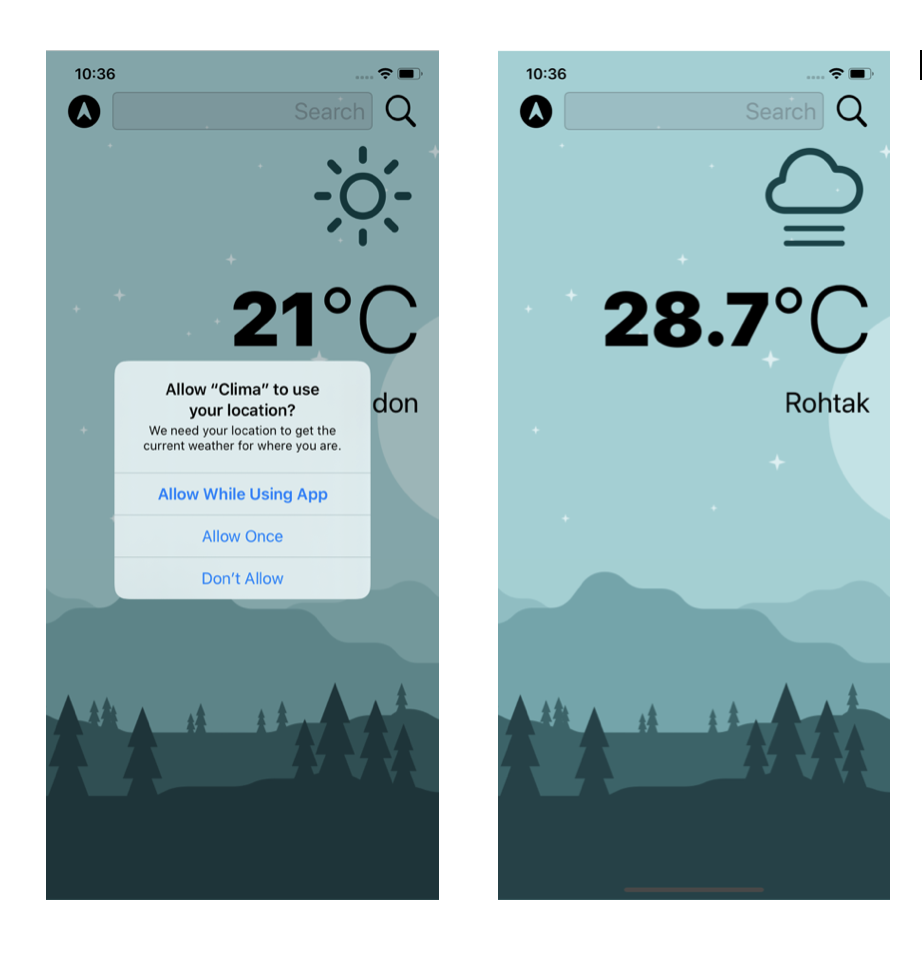 10:36
Search
21°C
don
Allow “Clima” to use
your location?
We need your location to get the
current weather for where you are.
Allow While Using App
Allow Once
Don’t Allow
10:36
Search
28.7°C
Rohtak